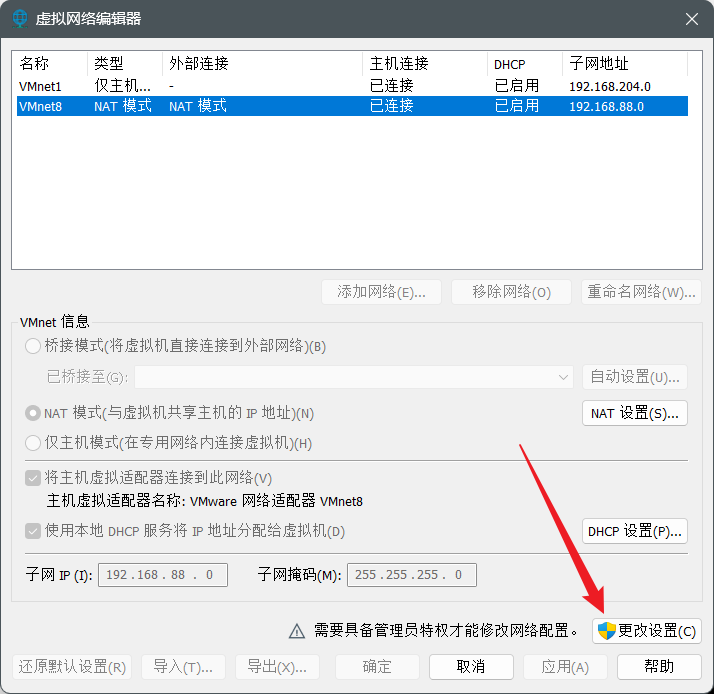 虚拟网络编辑器
名称 类型 外部连接 主机连接 DHCP 子网地址
VMnet1 仅主机... - 已连接 已启用 192.168.204.0
VMnet8 NAT 模式 NAT 模式 已连接 已启用 192.168.88.0
添加网络(E)... 移除网络(O) 重命名网络(W)...
VMnet 信息
桥接模式(将虚拟机直接连接到外部网络)(B)
已桥接至(G): 自动设置(U)...
NAT 模式(与虚拟机共享主机的 IP 地址)(N) NAT 设置(S)...
仅主机模式(在专用网络内连接虚拟机)(H)
将主机虚拟适配器连接到此网络(V)
主机虚拟适配器名称: VMware 网络适配器 VMnet8
使用本地 DHCP 服务将 IP 地址分配给虚拟机(D) DHCP 设置(P)...
子网 IP (I): 192.168.88.0 子网掩码(M): 255.255.255.0
需要具备管理员特权才能修改网络配置。 更改设置(C)
还原默认设置(R) 导入(T)... 导出(X)... 确定 取消 应用(A) 帮助